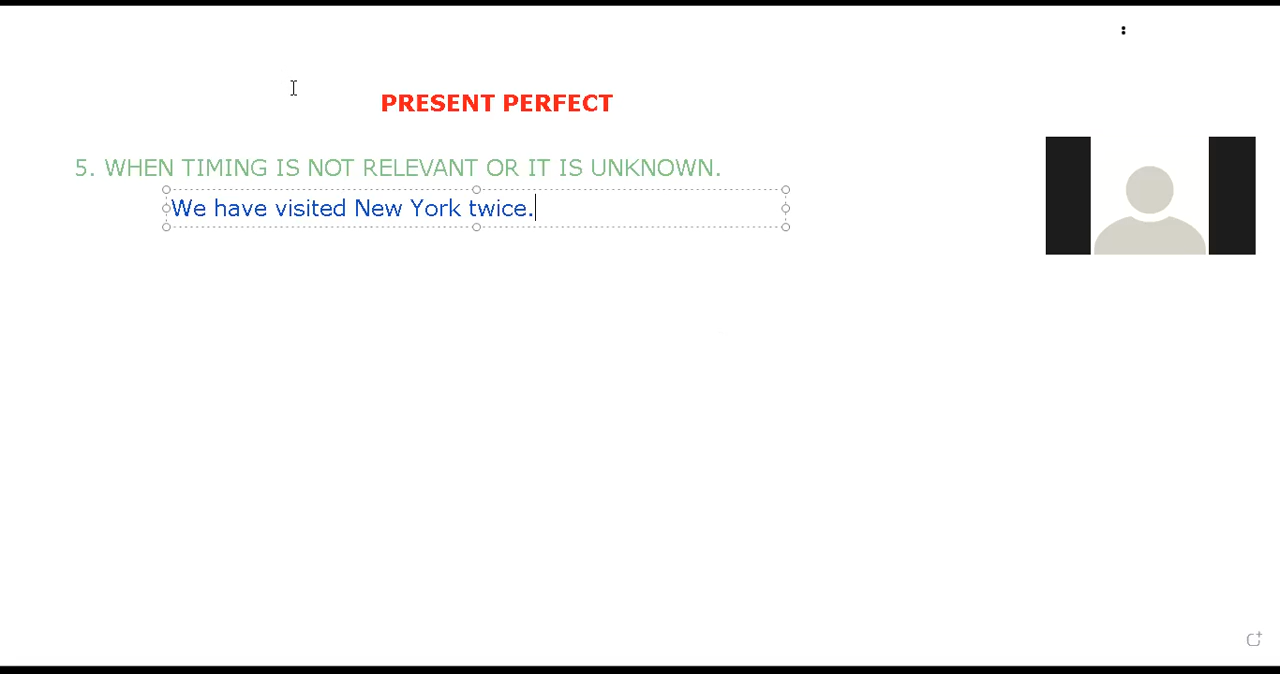 PRESENT PERFECT
5. WHEN TIMING IS NOT RELEVANT OR IT IS UNKNOWN.
We have visited New York twice.